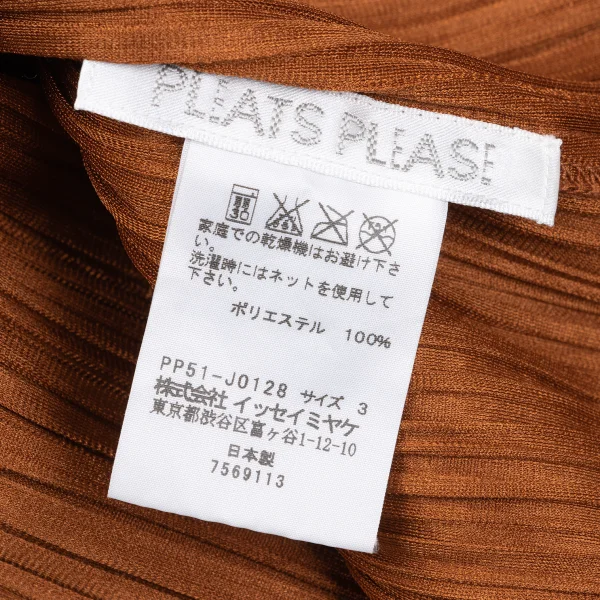 PLEATS PLEASE
家庭での乾燥機はお避け下さ
い。
洗濯時にはネットを使用して
下さい。
ポリエステル 100%
PP51-J0128 サイズ 3
株式会社イッセイミヤケ
東京都渋谷区富ヶ谷1-12-10
日本製
7569113